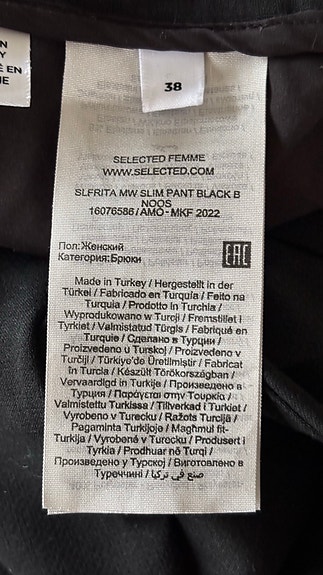 38
SELECTED FEMME
WWW.SELECTED.COM
SLFRITA MW SLIM PANT BLACK B
NOOS
16076586/AMO-MKF 2022
Пол:Женский
Категория:Брюки
EAC
Made in Turkey / Hergestellt in der
Türkei / Fabricado en Turquía / Feito na
Turquia / Prodotto in Turchia /
Wyprodukowano w Turcji / Fremstillet i
Tyrkiet / Valmistatud Türgis / Fabriqué en
Turquie / Сделано в Турции /
Proizvedeno u Turskoj / Proizvedeno v
Turčiji / Türkiye'de Üretilmiştir / Fabricat
în Turcia / Készült Törökországban /
Vervaardigd in Turkije / Произведено в
Турция / Παράγεται στην Τουρκία /
Valmistettu Turkissa / Tillverkad i Turkiet /
Vyrobeno v Turecku / Ražots Turcijā /
Pagaminta Turkijoje / Magħmul fit-
Turkija / Vyrobené v Turecku / Produsert i
Tyrkia / Prodhuar në Turqi /
Произведено у Турској / Виготовлено в
Туреччині / صنع في تركيا